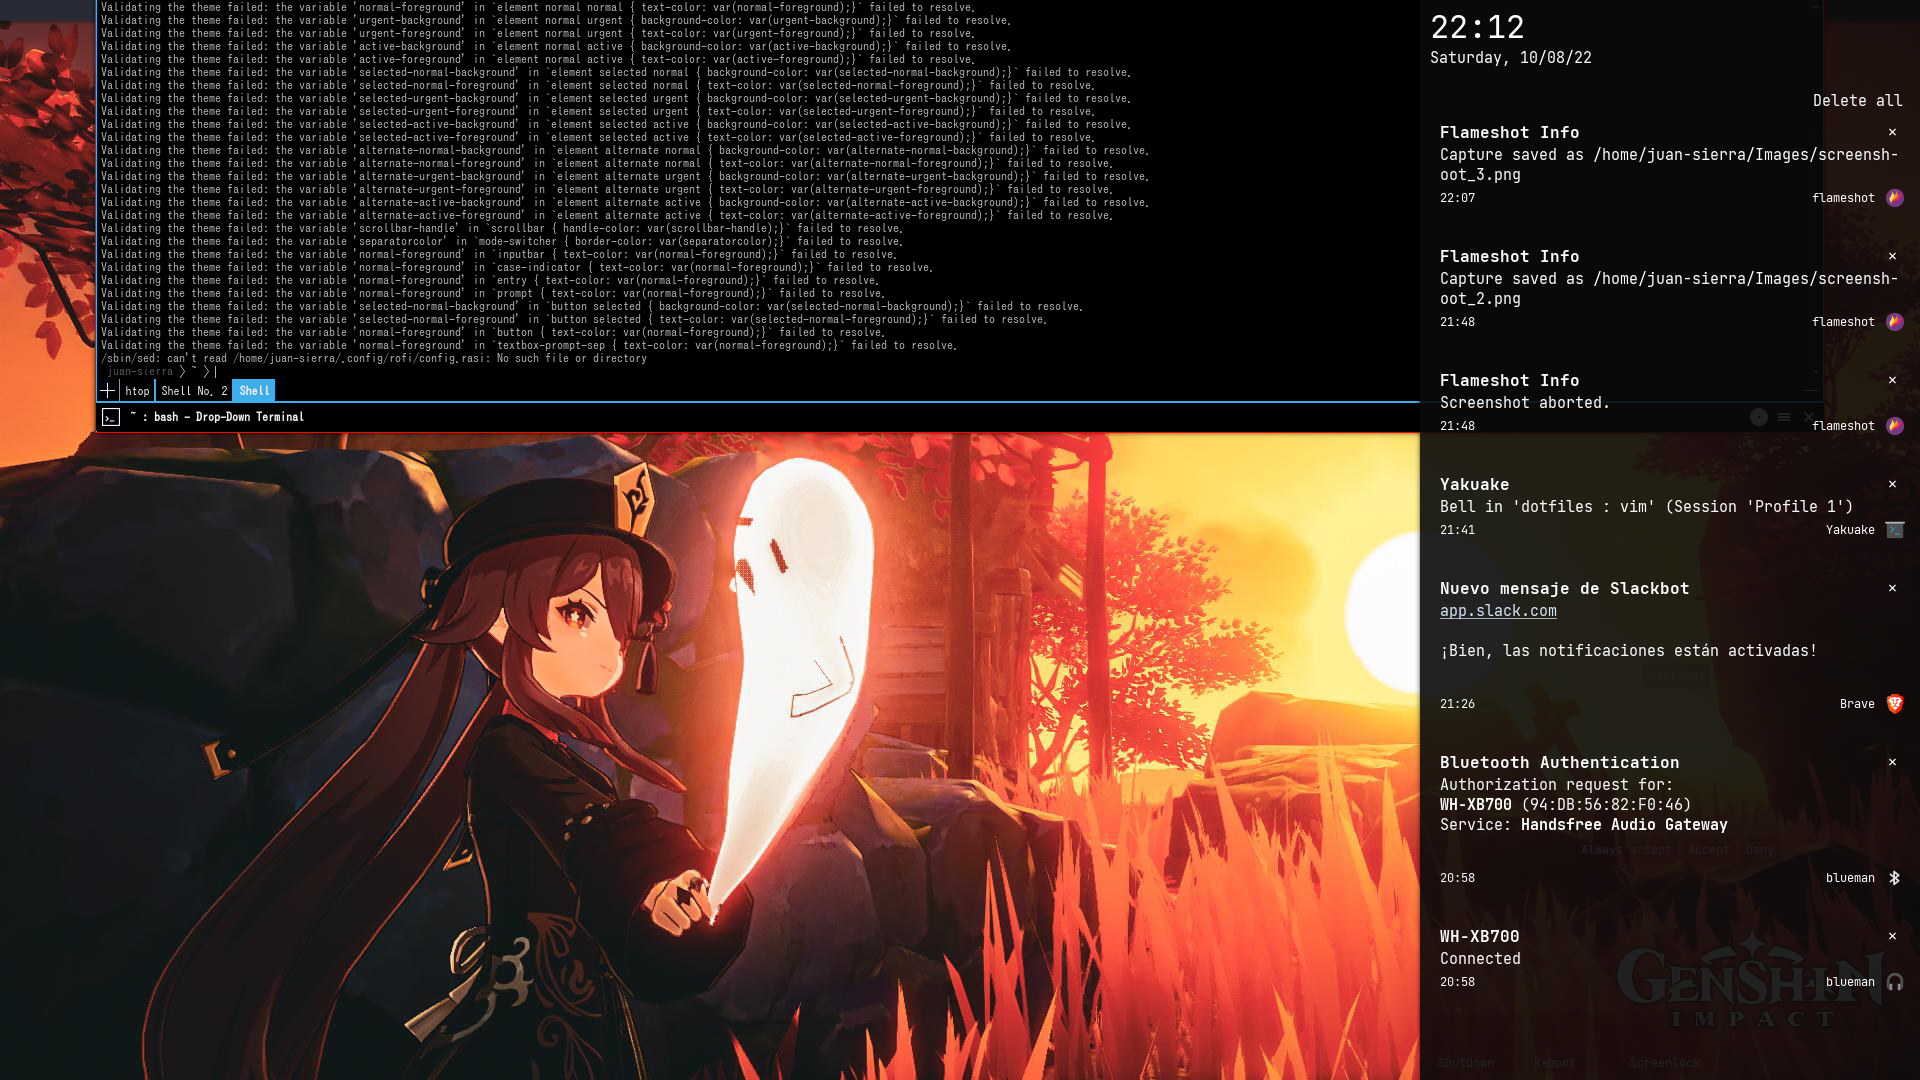 Validating the theme failed: the variable 'normal-foreground' in `element normal normal { text-color: var(normal-foreground);}` failed to resolve.
Validating the theme failed: the variable 'urgent-background' in `element normal urgent { background-color: var(urgent-background);}` failed to resolve.
Validating the theme failed: the variable 'urgent-foreground' in `element normal urgent { text-color: var(urgent-foreground);}` failed to resolve.
Validating the theme failed: the variable 'active-background' in `element normal active { background-color: var(active-background);}` failed to resolve.
Validating the theme failed: the variable 'active-foreground' in `element normal active { text-color: var(active-foreground);}` failed to resolve.
Validating the theme failed: the variable 'selected-normal-background' in `element selected normal { background-color: var(selected-normal-background);}` failed to resolve.
Validating the theme failed: the variable 'selected-normal-foreground' in `element selected normal { text-color: var(selected-normal-foreground);}` failed to resolve.
Validating the theme failed: the variable 'selected-urgent-background' in `element selected urgent { background-color: var(selected-urgent-background);}` failed to resolve.
Validating the theme failed: the variable 'selected-urgent-foreground' in `element selected urgent { text-color: var(selected-urgent-foreground);}` failed to resolve.
Validating the theme failed: the variable 'selected-active-background' in `element selected active { background-color: var(selected-active-background);}` failed to resolve.
Validating the theme failed: the variable 'selected-active-foreground' in `element selected active { text-color: var(selected-active-foreground);}` failed to resolve.
Validating the theme failed: the variable 'alternate-normal-background' in `element alternate normal { background-color: var(alternate-normal-background);}` failed to resolve.
Validating the theme failed: the variable 'alternate-normal-foreground' in `element alternate normal { text-color: var(alternate-normal-foreground);}` failed to resolve.
Validating the theme failed: the variable 'alternate-urgent-background' in `element alternate urgent { background-color: var(alternate-urgent-background);}` failed to resolve.
Validating the theme failed: the variable 'alternate-urgent-foreground' in `element alternate urgent { text-color: var(alternate-urgent-foreground);}` failed to resolve.
Validating the theme failed: the variable 'alternate-active-background' in `element alternate active { background-color: var(alternate-active-background);}` failed to resolve.
Validating the theme failed: the variable 'alternate-active-foreground' in `element alternate active { text-color: var(alternate-active-foreground);}` failed to resolve.
Validating the theme failed: the variable 'scrollbar-handle' in `scrollbar { handle-color: var(scrollbar-handle);}` failed to resolve.
Validating the theme failed: the variable 'separatorcolor' in `mode-switcher { border-color: var(separatorcolor);}` failed to resolve.
Validating the theme failed: the variable 'normal-foreground' in `inputbar { text-color: var(normal-foreground);}` failed to resolve.
Validating the theme failed: the variable 'normal-foreground' in `case-indicator { text-color: var(normal-foreground);}` failed to resolve.
Validating the theme failed: the variable 'normal-foreground' in `entry { text-color: var(normal-foreground);}` failed to resolve.
Validating the theme failed: the variable 'normal-foreground' in `prompt { text-color: var(normal-foreground);}` failed to resolve.
Validating the theme failed: the variable 'selected-normal-background' in `button selected { background-color: var(selected-normal-background);}` failed to resolve.
Validating the theme failed: the variable 'selected-normal-foreground' in `button selected { text-color: var(selected-normal-foreground);}` failed to resolve.
Validating the theme failed: the variable 'normal-foreground' in `button { text-color: var(normal-foreground);}` failed to resolve.
Validating the theme failed: the variable 'normal-foreground' in `textbox-prompt-sep { text-color: var(normal-foreground);}` failed to resolve.
/sbin/sed: can't read /home/juan-sierra/.config/rofi/config.rasi: No such file or directory
juan-sierra 〉 ~ 〉
htop Shell No. 2 Shell
~ : bash – Drop-Down Terminal
22:12
Saturday, 10/08/22
Delete all
Flameshot Info ×
Capture saved as /home/juan-sierra/Images/screensh-
oot_3.png
22:07 flameshot
Flameshot Info ×
Capture saved as /home/juan-sierra/Images/screensh-
oot_2.png
21:48 flameshot
Flameshot Info ×
Screenshot aborted.
21:48 flameshot
Yakuake ×
Bell in 'dotfiles : vim' (Session 'Profile 1')
21:41 Yakuake
Nuevo mensaje de Slackbot ×
app.slack.com
¡Bien, las notificaciones están activadas!
Settings
21:26 Brave
Bluetooth Authentication ×
Authorization request for:
WH-XB700 (94:DB:56:82:F0:46)
Service: Handsfree Audio Gateway
Always accept Accept Deny
20:58 blueman
WH-XB700 ×
Connected
20:58 blueman
GENSHIN
IMPACT
Shutdown Reboot Screenlock